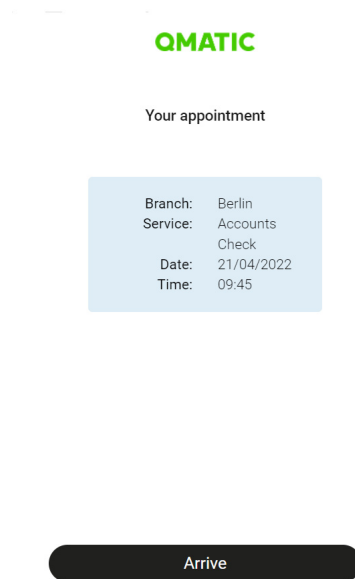 QMATIC
Your appointment
Branch: Berlin
Service: Accounts
Check
Date: 21/04/2022
Time: 09:45
Arrive